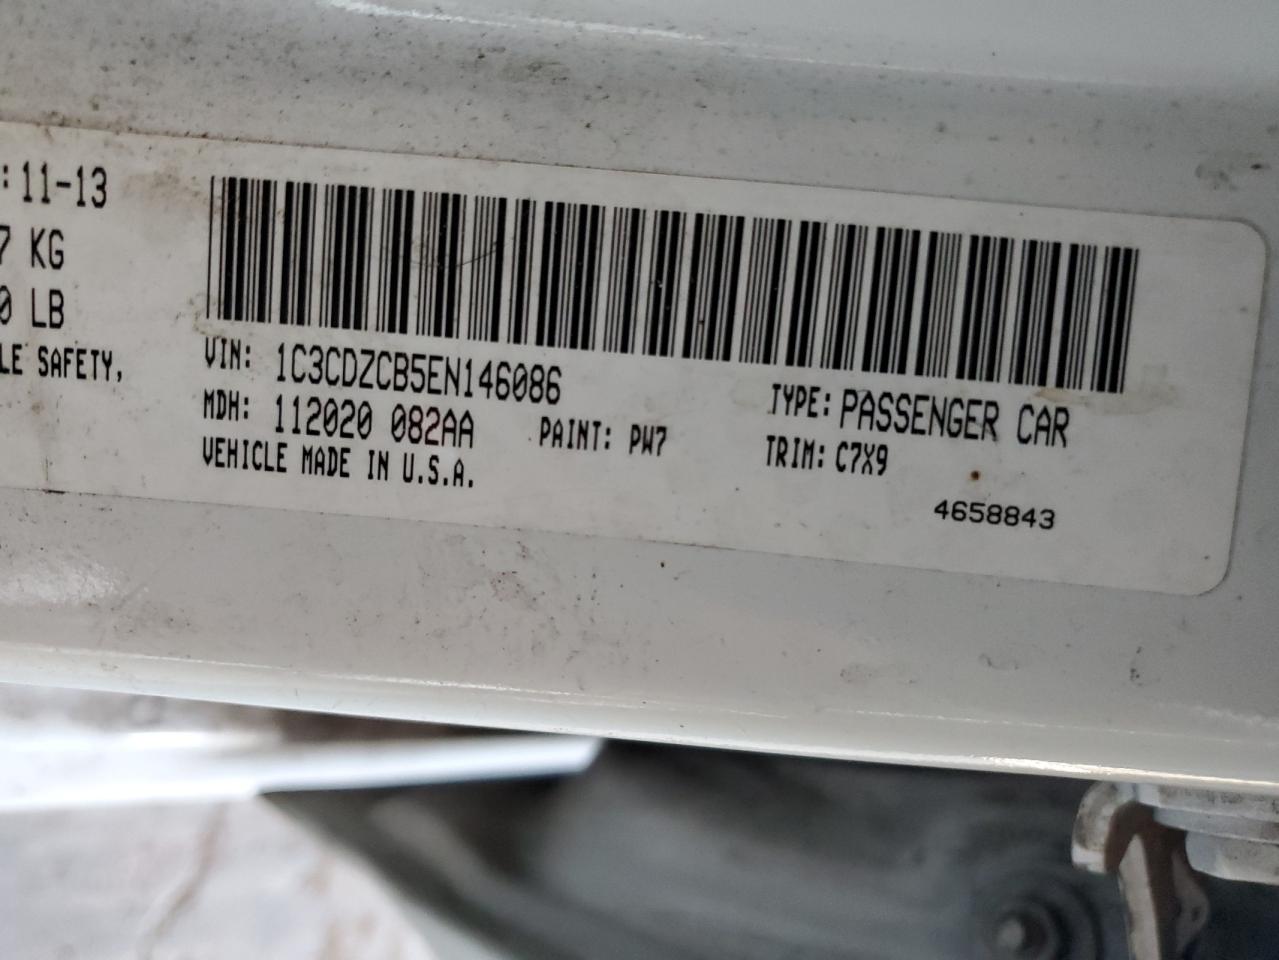 : 11-13
7 KG
0 LB
LE SAFETY,
VIN: 1C3CDZCB5EN146086
TYPE: PASSENGER CAR
MDH: 112020 082AA
PAINT: PW7
TRIM: C7X9
VEHICLE MADE IN U.S.A.
4658843